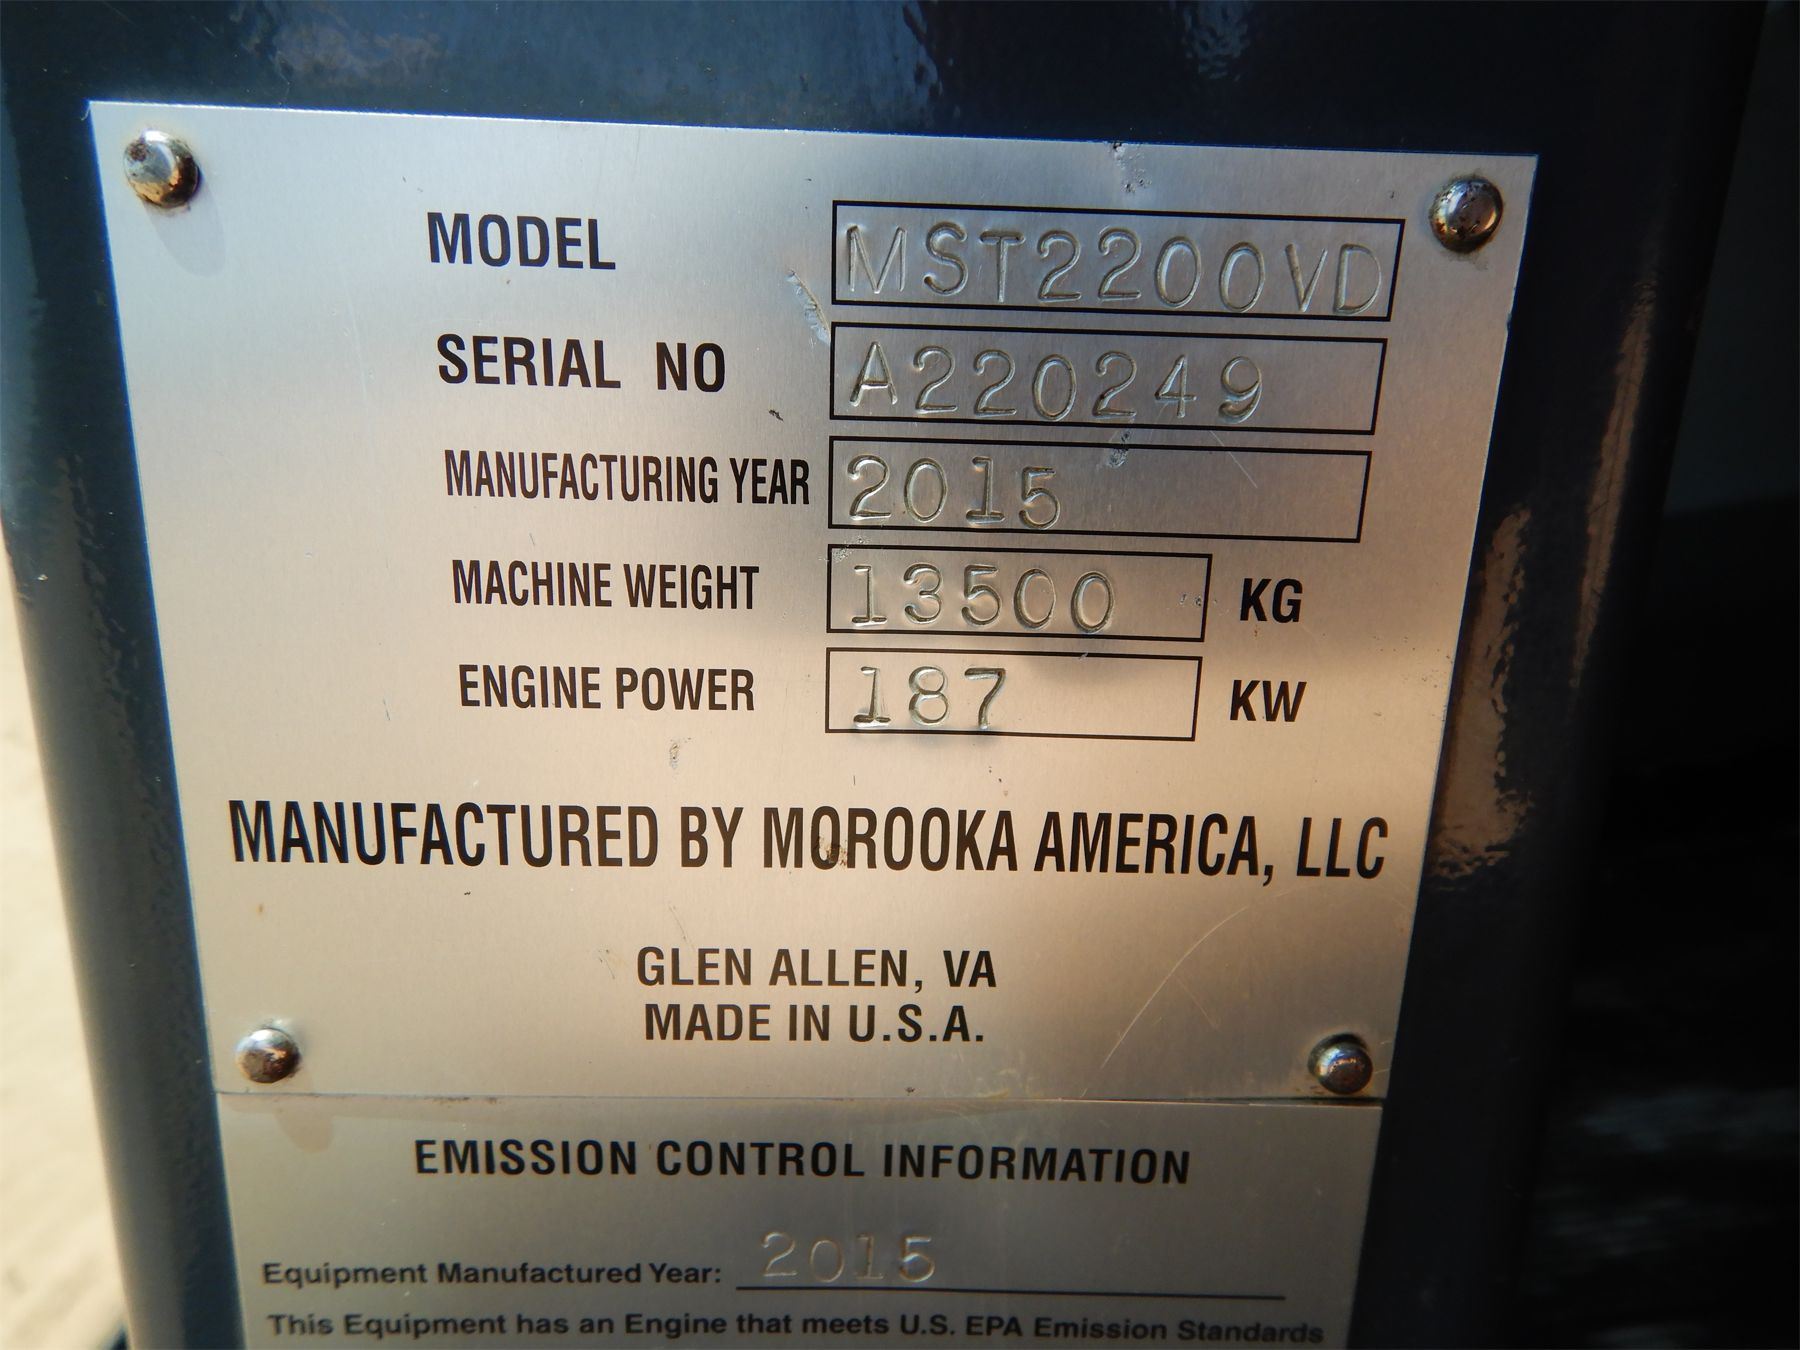 MODEL MST2200VD
SERIAL NO A220249
MANUFACTURING YEAR 2015
MACHINE WEIGHT 13500 KG
ENGINE POWER 187 KW
MANUFACTURED BY MOROOKA AMERICA, LLC
GLEN ALLEN, VA
MADE IN U.S.A.
EMISSION CONTROL INFORMATION
Equipment Manufactured Year: 2015
This Equipment has an Engine that meets U.S. EPA Emission Standards